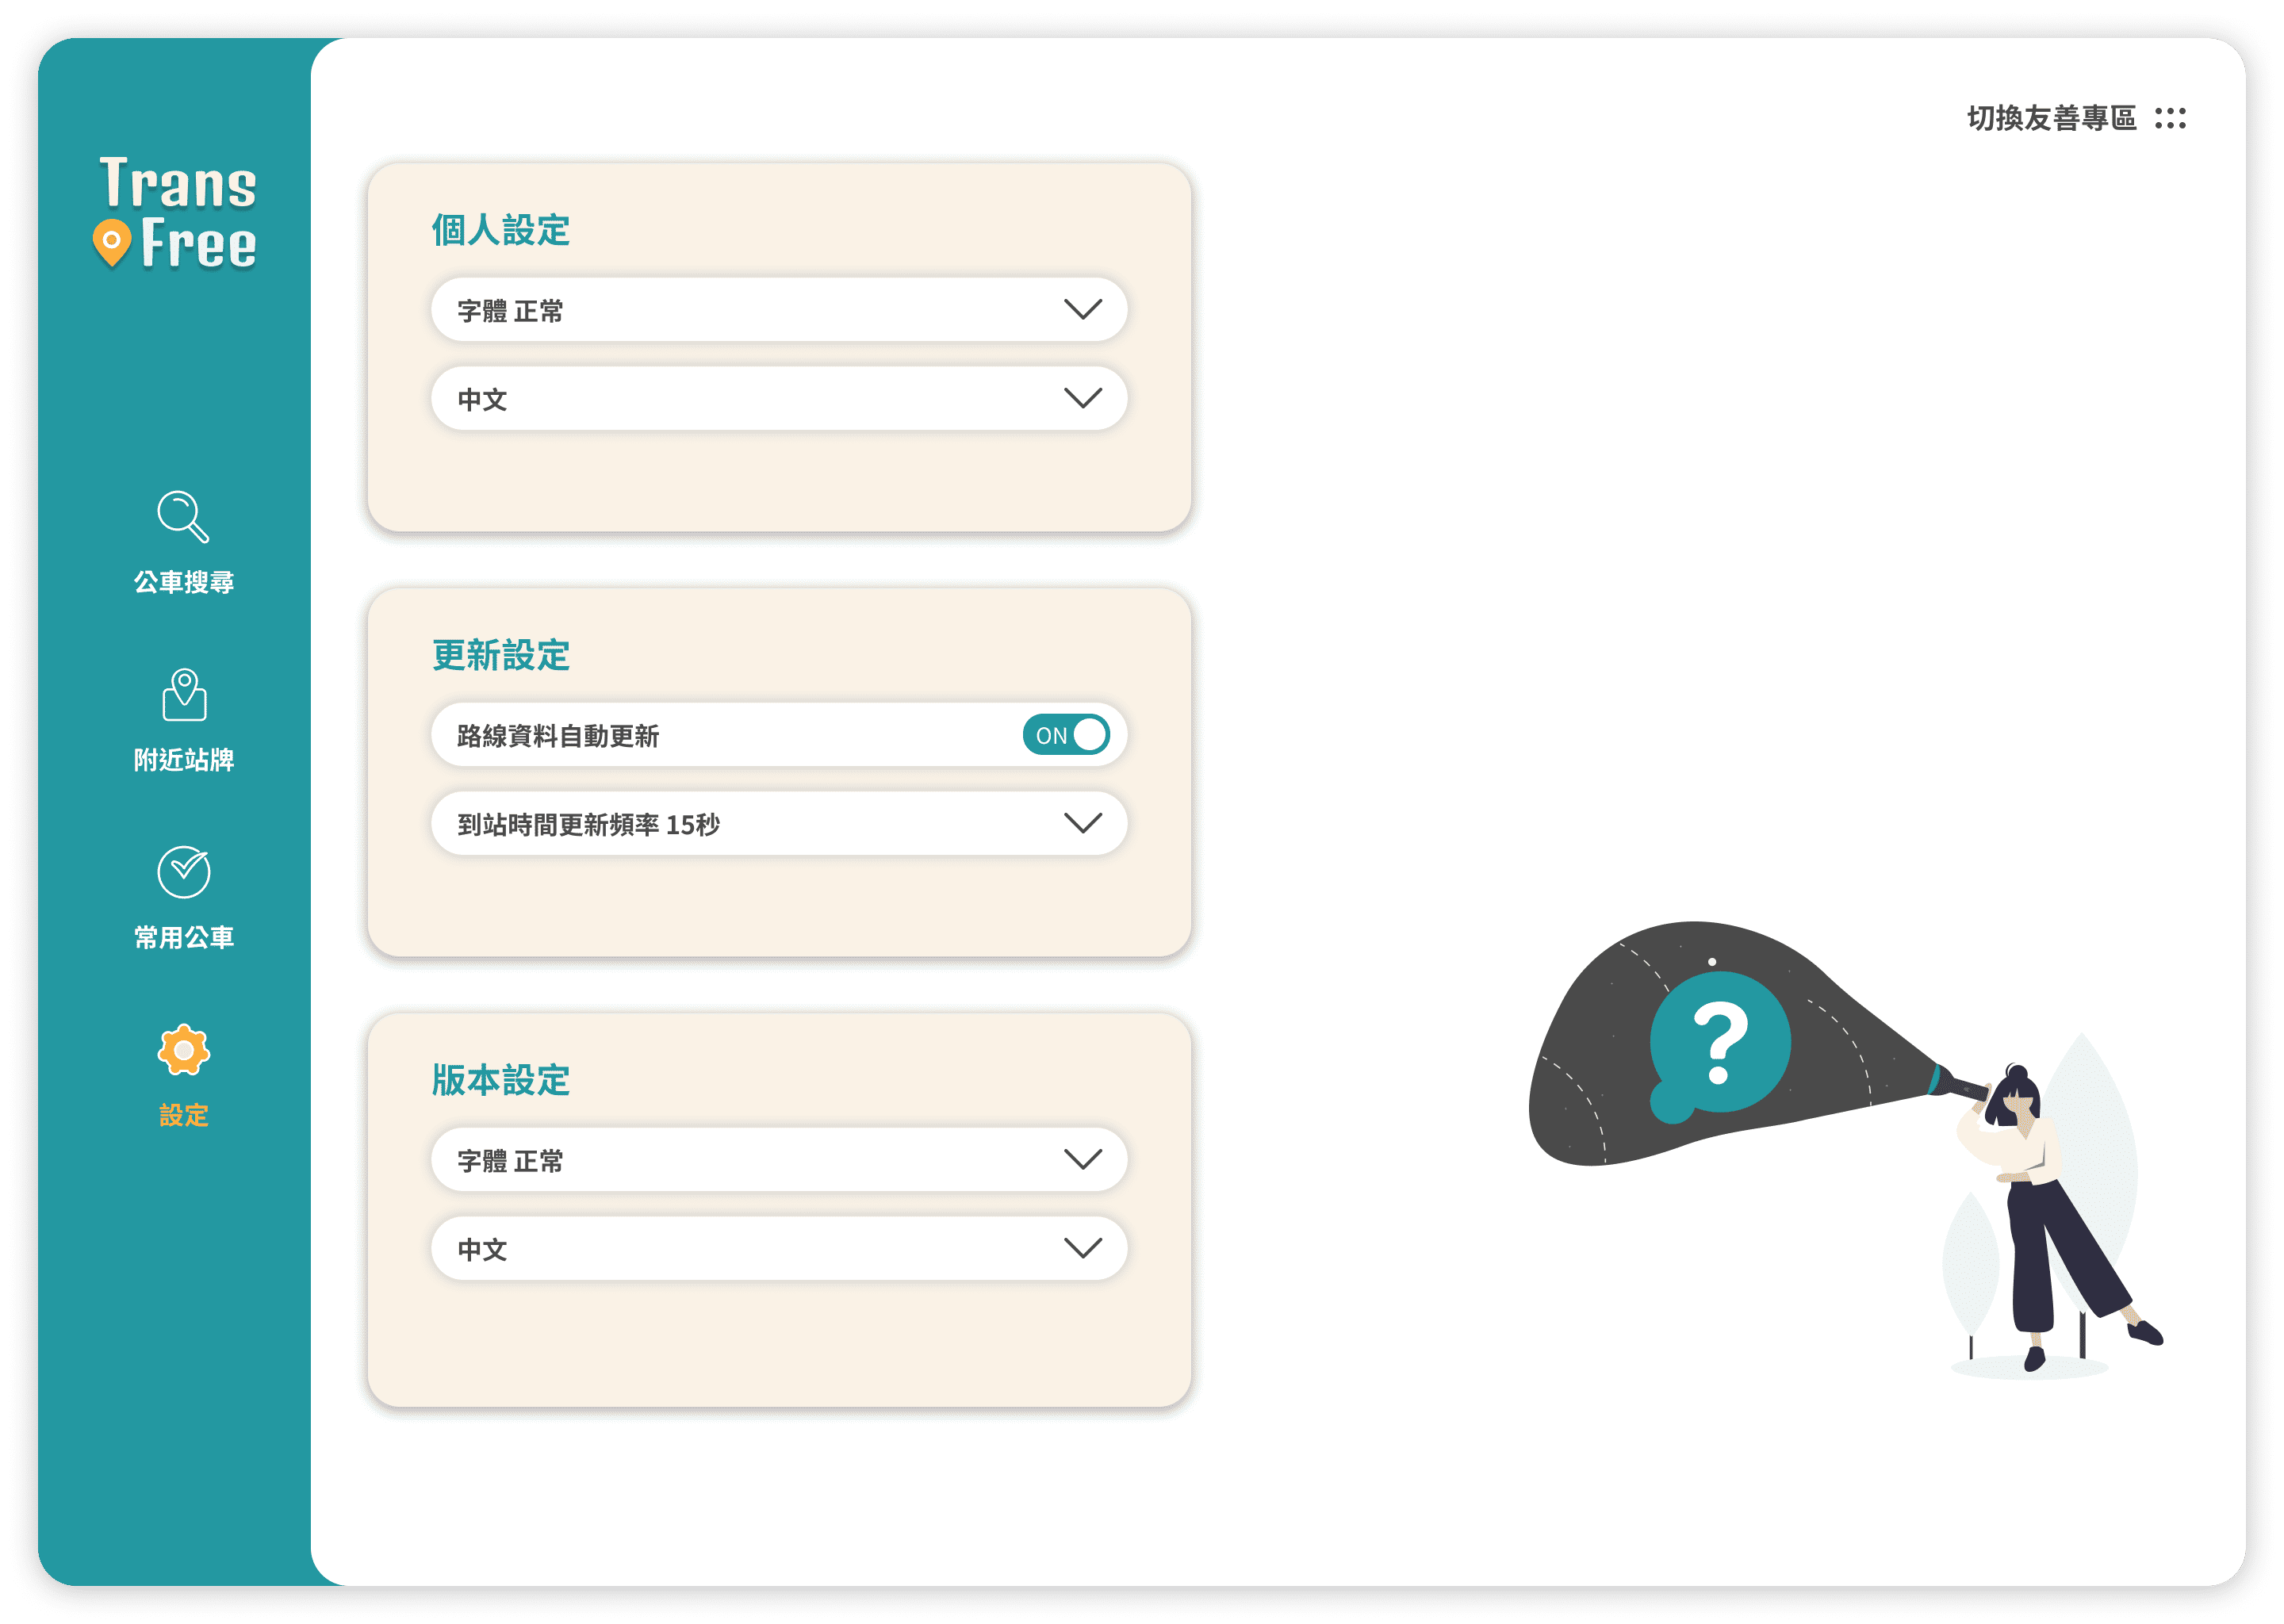 Trans
Free
公車搜尋
附近站牌
常用公車
設定
切換友善專區
個人設定
字體 正常
中文
更新設定
路線資料自動更新
ON
到站時間更新頻率 15秒
版本設定
字體 正常
中文
?